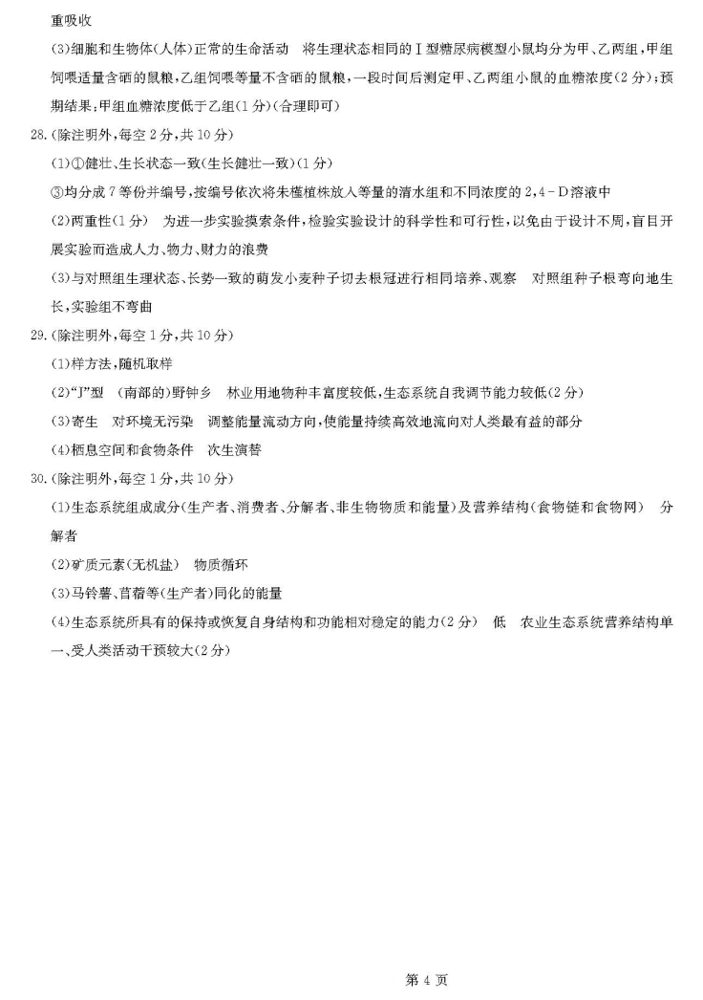 重吸收
(3)细胞和生物体(人体)正常的生命活动　将生理状态相同的Ⅰ型糖尿病模型小鼠均分为甲、乙两组,甲组
饲喂适量含硒的鼠粮,乙组饲喂等量不含硒的鼠粮,一段时间后测定甲、乙两组小鼠的血糖浓度(2分);预
期结果:甲组血糖浓度低于乙组(1分)(合理即可)
28.(除注明外,每空2分,共10分)
(1)①健壮、生长状态一致(生长健壮一致)(1分)
③均分成7等份并编号,按编号依次将朱槿植株放入等量的清水组和不同浓度的2,4-D溶液中
(2)两重性(1分)　为进一步实验摸索条件,检验实验设计的科学性和可行性,以免由于设计不周,盲目开
展实验而造成人力、物力、财力的浪费
(3)与对照组生理状态、长势一致的萌发小麦种子切去根冠进行相同培养、观察　对照组种子根弯向地生
长,实验组不弯曲
29.(除注明外,每空1分,共10分)
(1)样方法,随机取样
(2)“J”型　(南部的)野钟乡　林业用地物种丰富度较低,生态系统自我调节能力较低(2分)
(3)寄生　对环境无污染　调整能量流动方向,使能量持续高效地流向对人类最有益的部分
(4)栖息空间和食物条件　次生演替
30.(除注明外,每空1分,共10分)
(1)生态系统组成成分(生产者、消费者、分解者、非生物物质和能量)及营养结构(食物链和食物网)　分
解者
(2)矿质元素(无机盐)　物质循环
(3)马铃薯、苜蓿等(生产者)同化的能量
(4)生态系统所具有的保持或恢复自身结构和功能相对稳定的能力(2分)　低　农业生态系统营养结构单
一、受人类活动干预较大(2分)
第4页